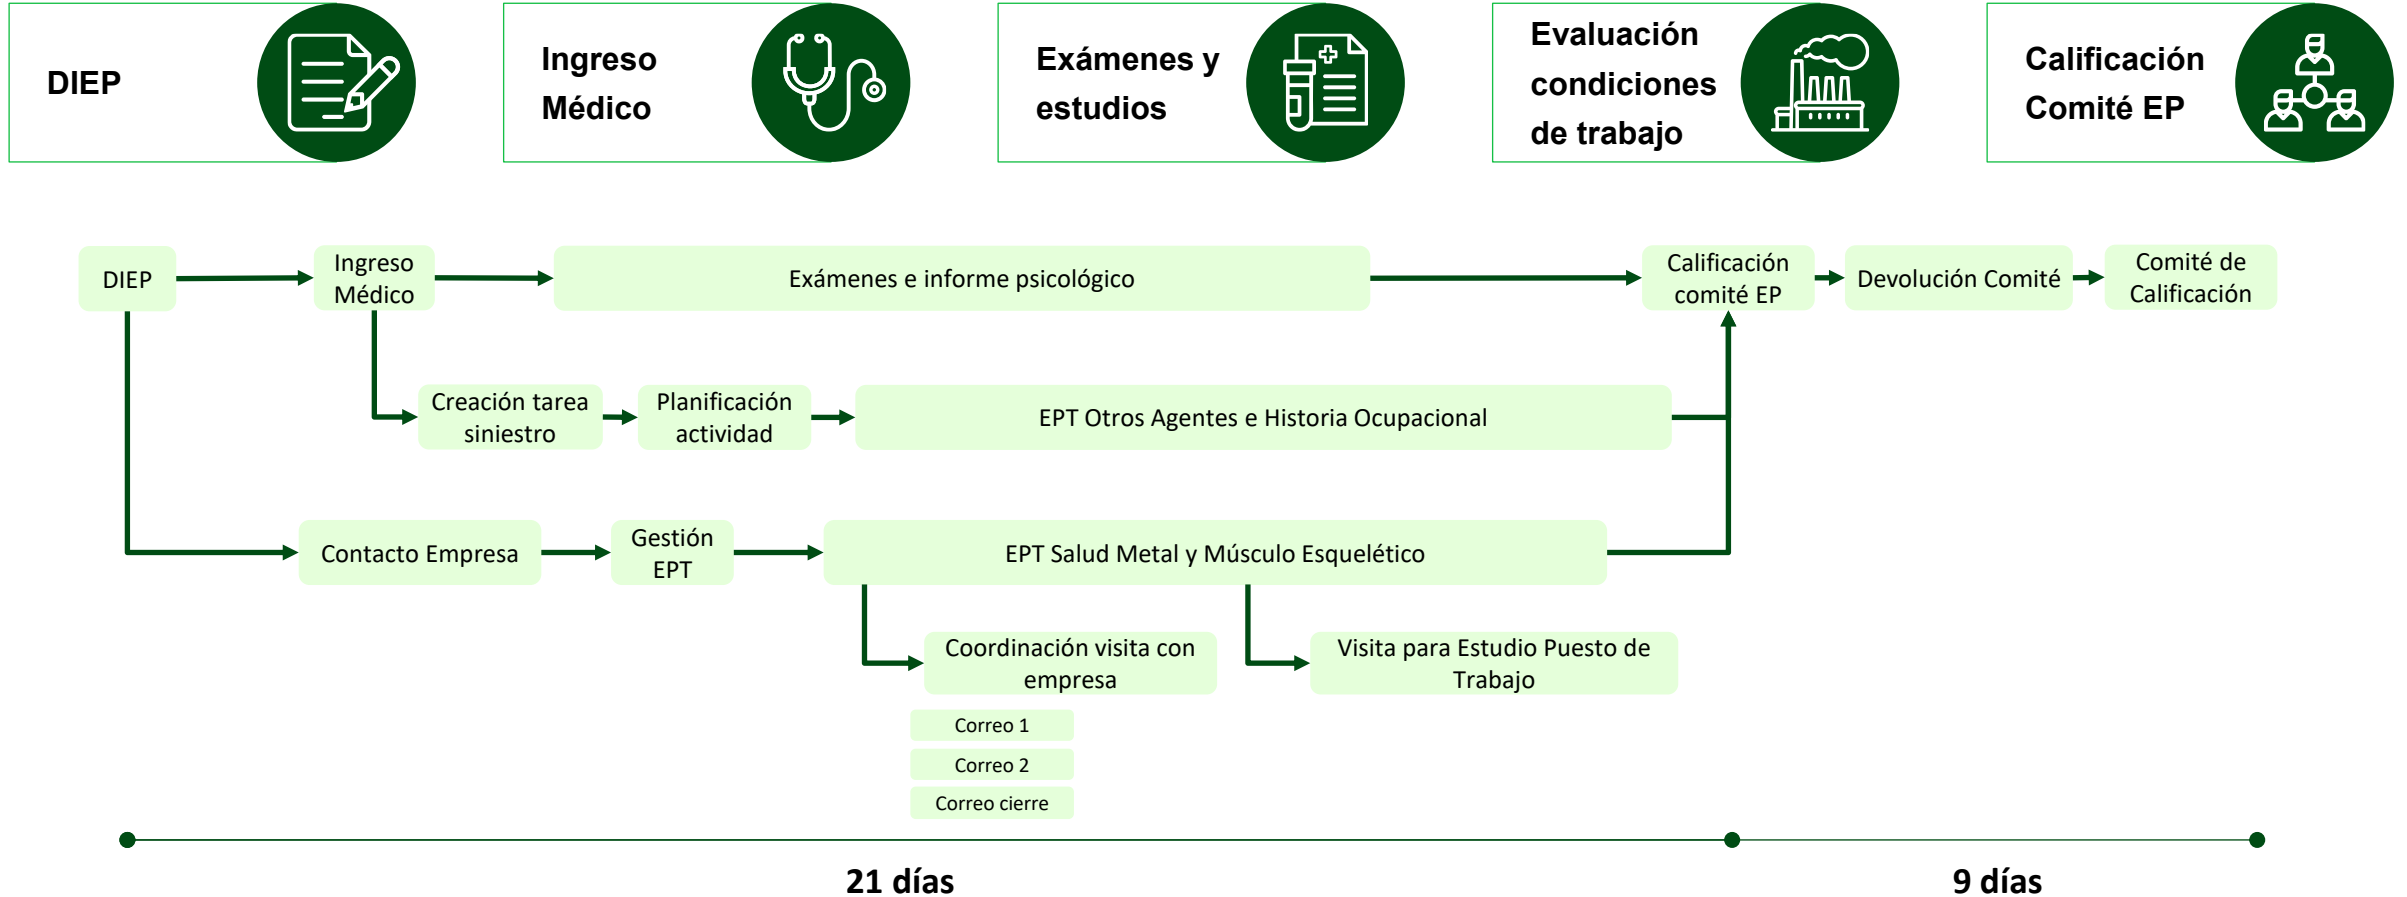 DIEP
Ingreso
Médico
Exámenes y
estudios
Evaluación
condiciones
de trabajo
Calificación
Comité EP
DIEP
Ingreso
Médico
Exámenes e informe psicológico
Calificación
comité EP
Devolución Comité
Comité de
Calificación
Creación tarea
siniestro
Planificación
actividad
EPT Otros Agentes e Historia Ocupacional
Contacto Empresa
Gestión
EPT
EPT Salud Metal y Músculo Esquelético
Coordinación visita con
empresa
Visita para Estudio Puesto de
Trabajo
Correo 1
Correo 2
Correo cierre
21 días
9 días